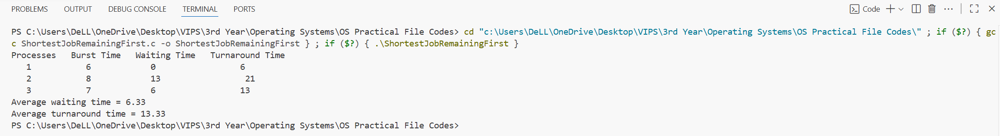 PROBLEMS OUTPUT DEBUG CONSOLE TERMINAL PORTS Code
PS C:\Users\DeLL\OneDrive\Desktop\VIPS\3rd Year\Operating Systems\OS Practical File Codes> cd "c:\Users\DeLL\OneDrive\Desktop\VIPS\3rd Year\Operating Systems\OS Practical File Codes\" ; if ($?) { gc
c ShortestJobRemainingFirst.c -o ShortestJobRemainingFirst } ; if ($?) { .\ShortestJobRemainingFirst }
Processes Burst Time Waiting Time Turnaround Time
1 6 0 6
2 8 13 21
3 7 6 13
Average waiting time = 6.33
Average turnaround time = 13.33
PS C:\Users\DeLL\OneDrive\Desktop\VIPS\3rd Year\Operating Systems\OS Practical File Codes>